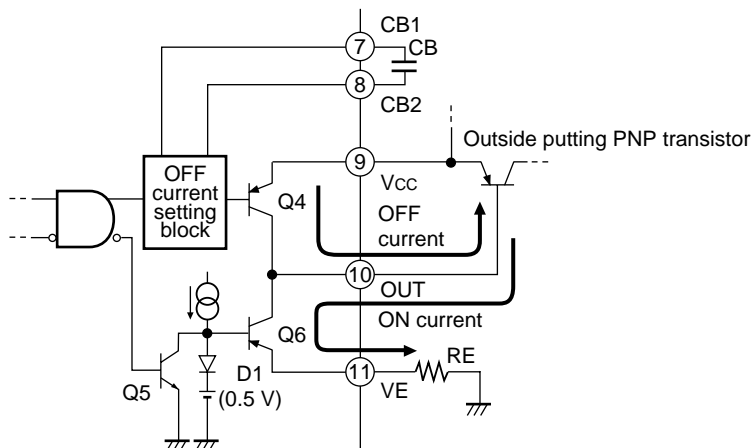 CB1
7
CB
8
CB2
Outside putting PNP transistor
9
VCC
OFF
current
setting
block
Q4
OFF
current
10
OUT
ON current
Q6
RE
11
VE
D1
(0.5 V)
Q5